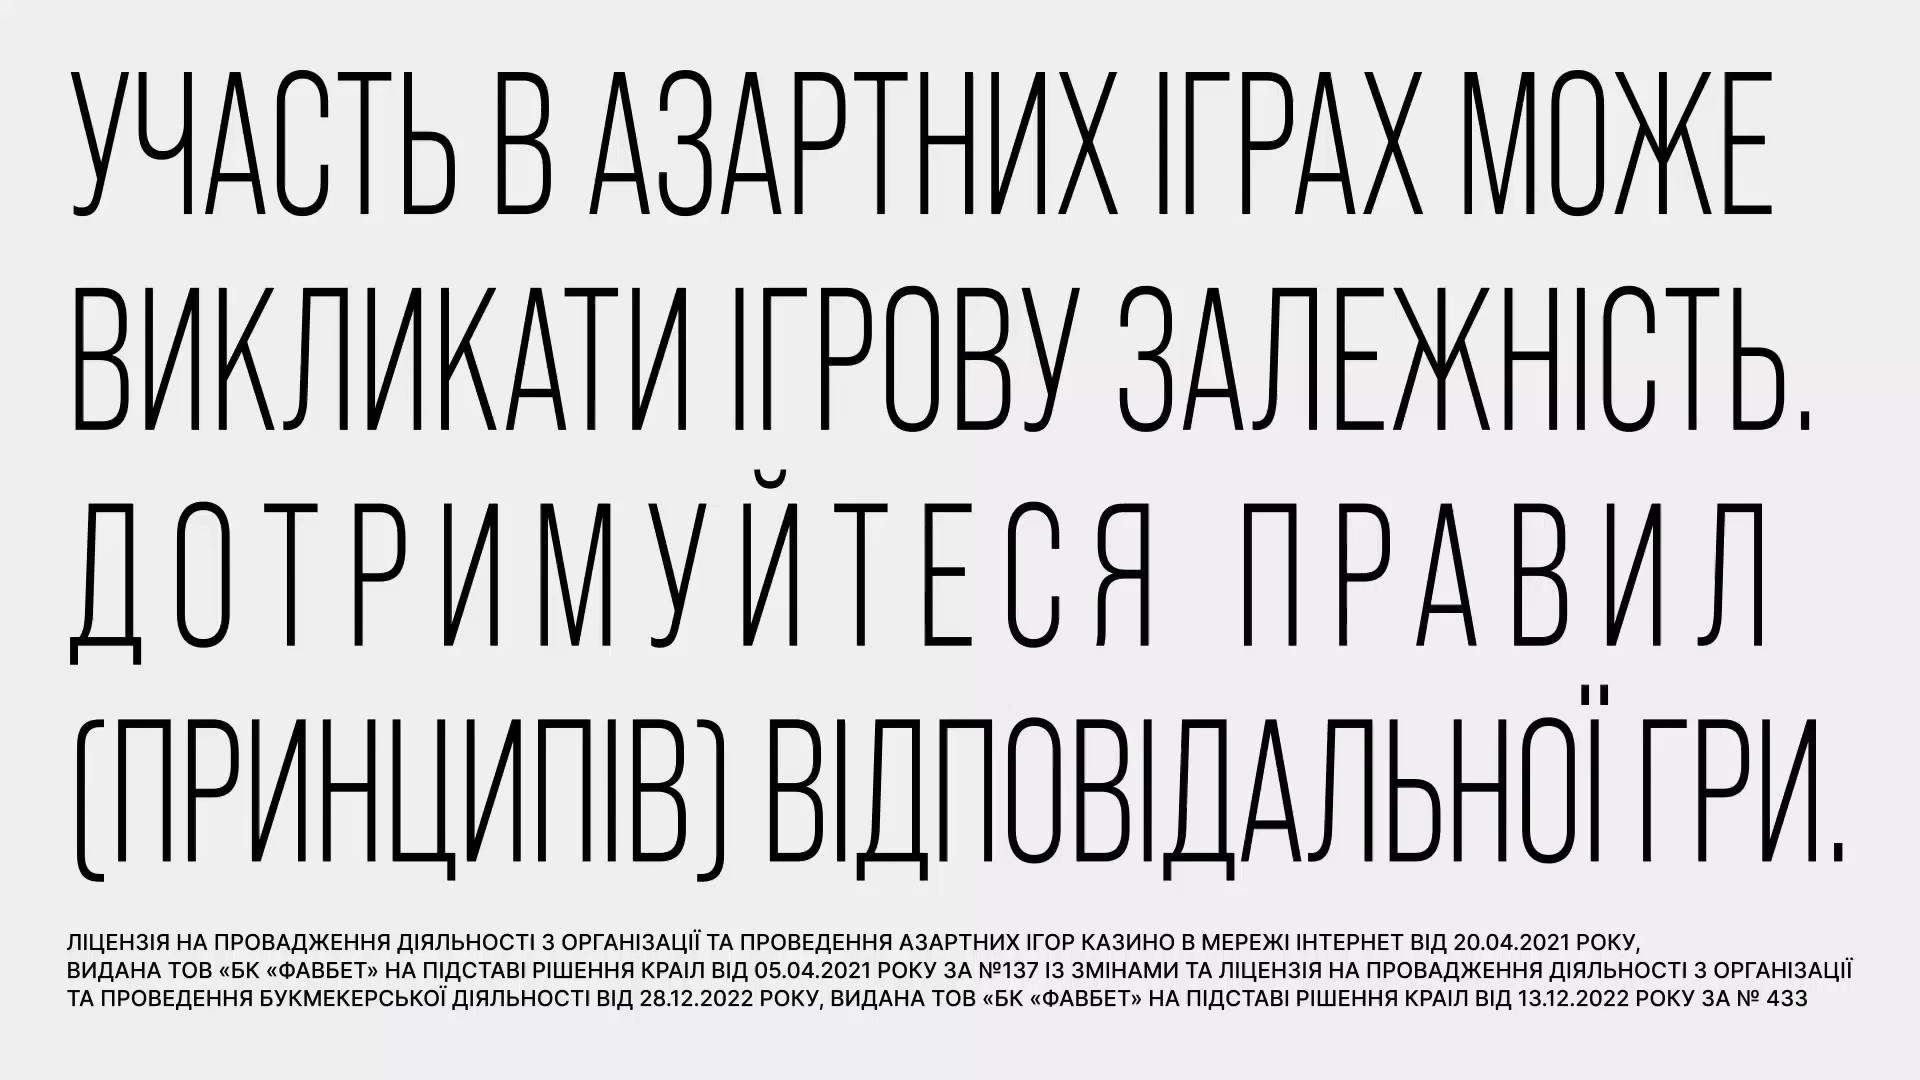 УЧАСТЬ В АЗАРТНИХ ІГРАХ МОЖЕ
ВИКЛИКАТИ ІГРОВУ ЗАЛЕЖНІСТЬ.
ДОТРИМУЙТЕСЯ ПРАВИЛ
(ПРИНЦИПІВ) ВІДПОВІДАЛЬНОЇ ГРИ.
ЛІЦЕНЗІЯ НА ПРОВАДЖЕННЯ ДІЯЛЬНОСТІ З ОРГАНІЗАЦІЇ ТА ПРОВЕДЕННЯ АЗАРТНИХ ІГОР КАЗИНО В МЕРЕЖІ ІНТЕРНЕТ ВІД 20.04.2021 РОКУ,
ВИДАНА ТОВ «БК «ФАВБЕТ» НА ПІДСТАВІ РІШЕННЯ КРАІЛ ВІД 05.04.2021 РОКУ ЗА №137 ІЗ ЗМІНАМИ ТА ЛІЦЕНЗІЯ НА ПРОВАДЖЕННЯ ДІЯЛЬНОСТІ З ОРГАНІЗАЦІЇ
ТА ПРОВЕДЕННЯ БУКМЕКЕРСЬКОЇ ДІЯЛЬНОСТІ ВІД 28.12.2022 РОКУ, ВИДАНА ТОВ «БК «ФАВБЕТ» НА ПІДСТАВІ РІШЕННЯ КРАІЛ ВІД 13.12.2022 РОКУ ЗА № 433